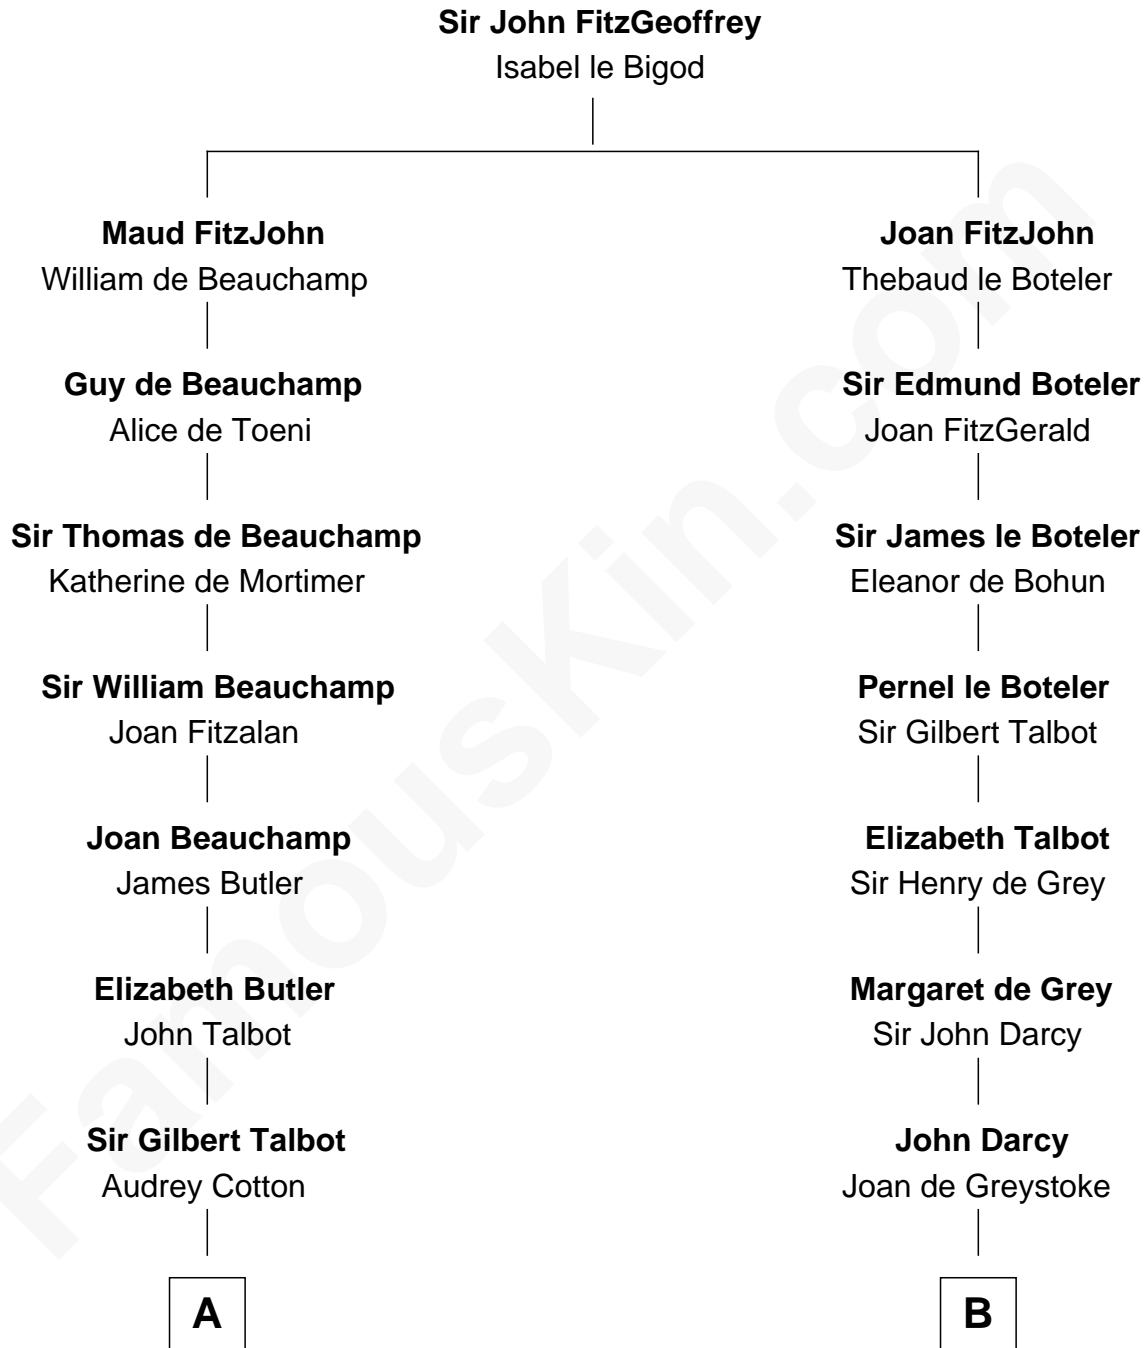 Sir John FitzGeoffrey
Isabel le Bigod
Maud FitzJohn
William de Beauchamp
Joan FitzJohn
Thebaud le Boteler
Guy de Beauchamp
Alice de Toeni
Sir Edmund Boteler
Joan FitzGerald
Sir Thomas de Beauchamp
Katherine de Mortimer
Sir James le Boteler
Eleanor de Bohun
Sir William Beauchamp
Joan Fitzalan
Pernel le Boteler
Sir Gilbert Talbot
Joan Beauchamp
James Butler
Elizabeth Talbot
Sir Henry de Grey
Elizabeth Butler
John Talbot
Margaret de Grey
Sir John Darcy
Sir Gilbert Talbot
Audrey Cotton
John Darcy
Joan de Greystoke
A
B
FamousKin.com